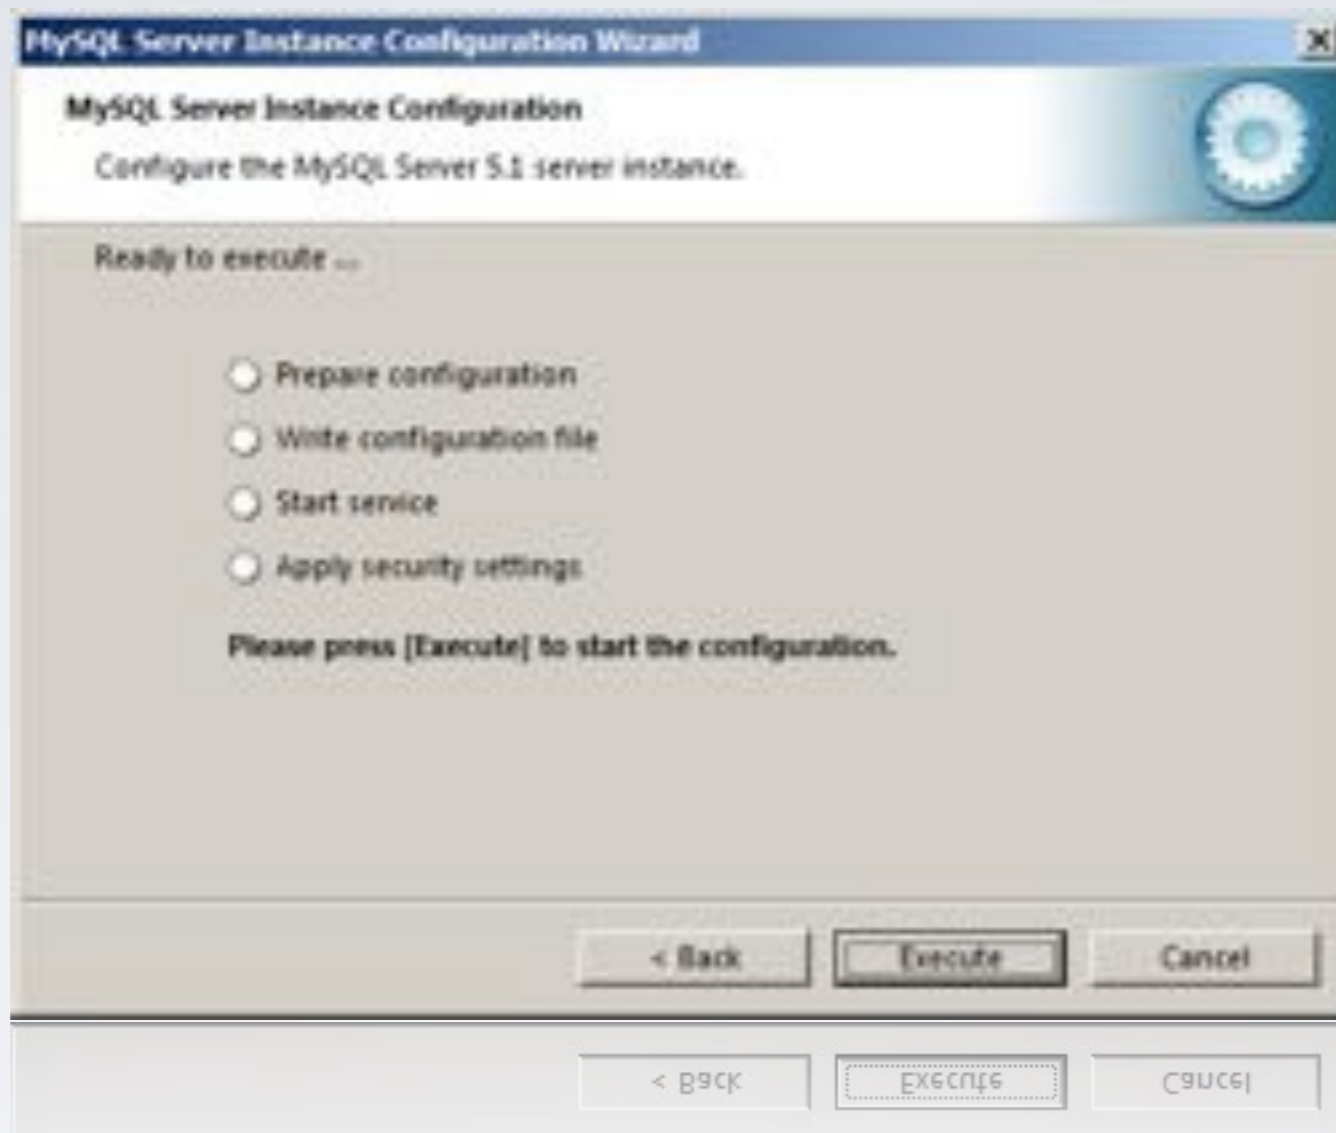 MySQL Server Instance Configuration Wizard
MySQL Server Instance Configuration
Configure the MySQL Server 5.1 server instance.
Ready to execute ...
Prepare configuration
Write configuration file
Start service
Apply security settings
Please press [Execute] to start the configuration.
< Back Execute Cancel
< Back Execute Cancel